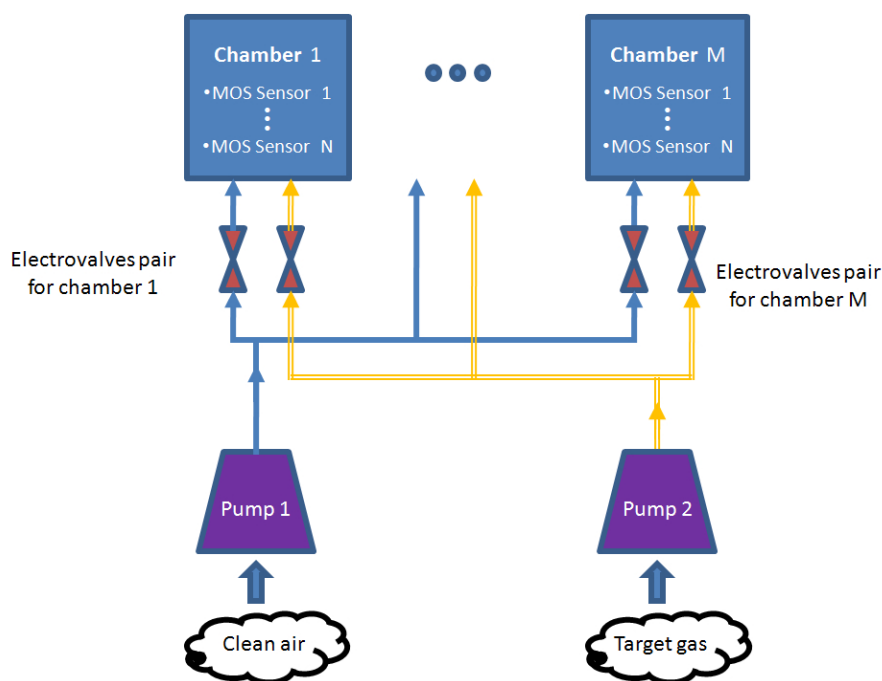 Chamber 1
•MOS Sensor 1
•MOS Sensor N
Chamber M
•MOS Sensor 1
•MOS Sensor N
Electrovalves pair
for chamber 1
Electrovalves pair
for chamber M
Pump 1
Pump 2
Clean air
Target gas